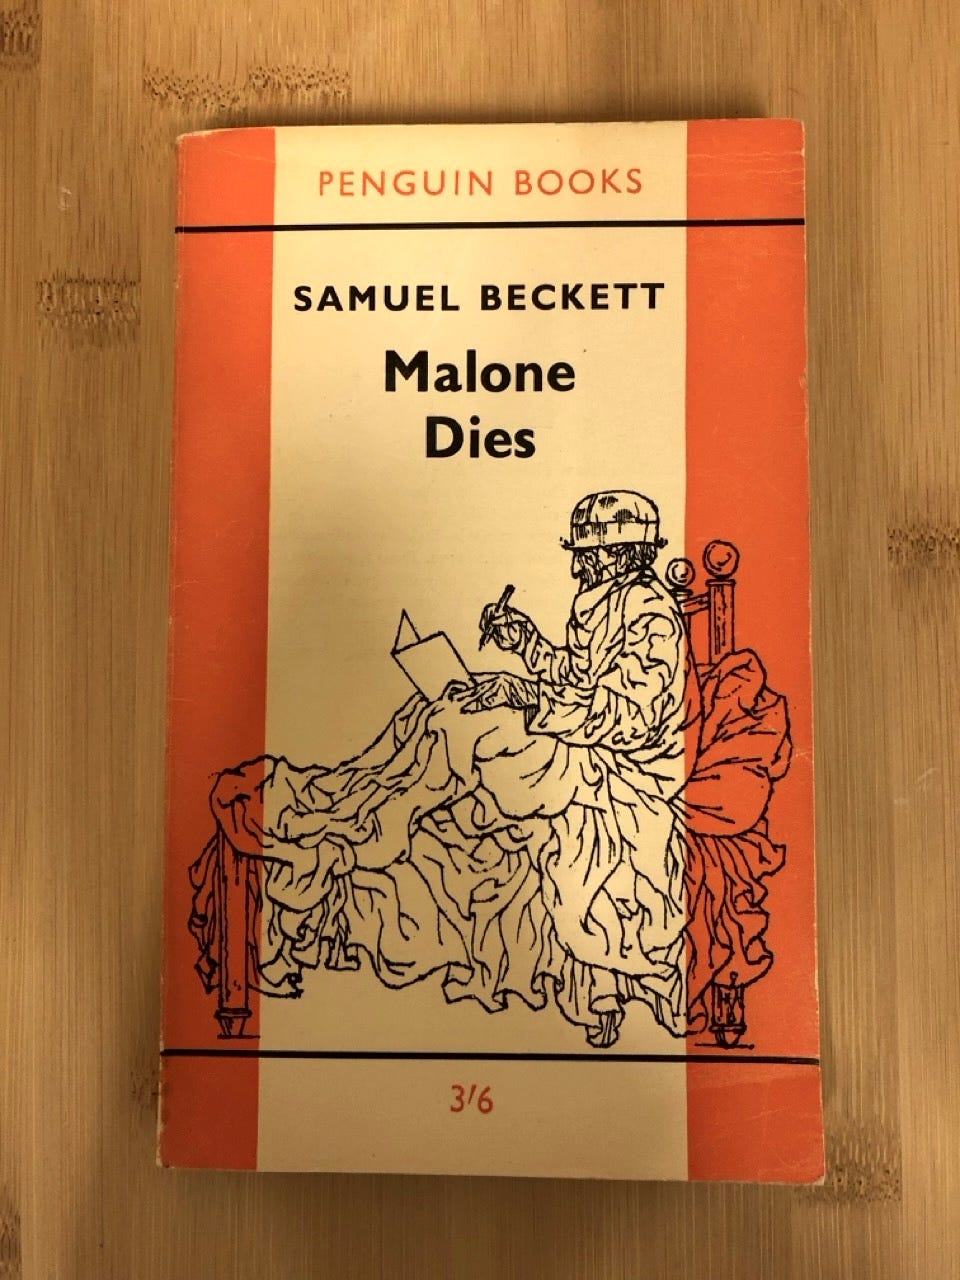 PENGUIN BOOKS
SAMUEL BECKETT
Malone
Dies
3'6